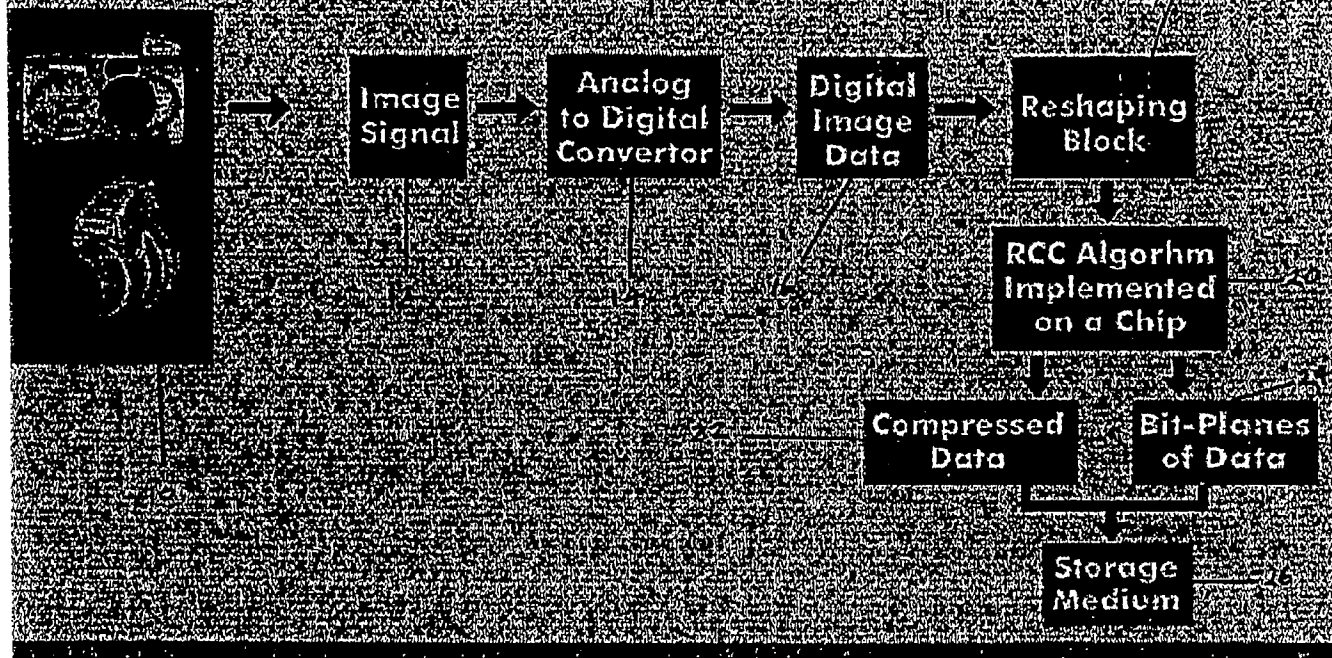 Image
Signal
Analog
to Digital
Convertor
Digital
Image
Data
Reshaping
Block
RCC Algorhm
Implemented
on a Chip
Compressed
Data
Bit-Planes
of Data
Storage
Medium